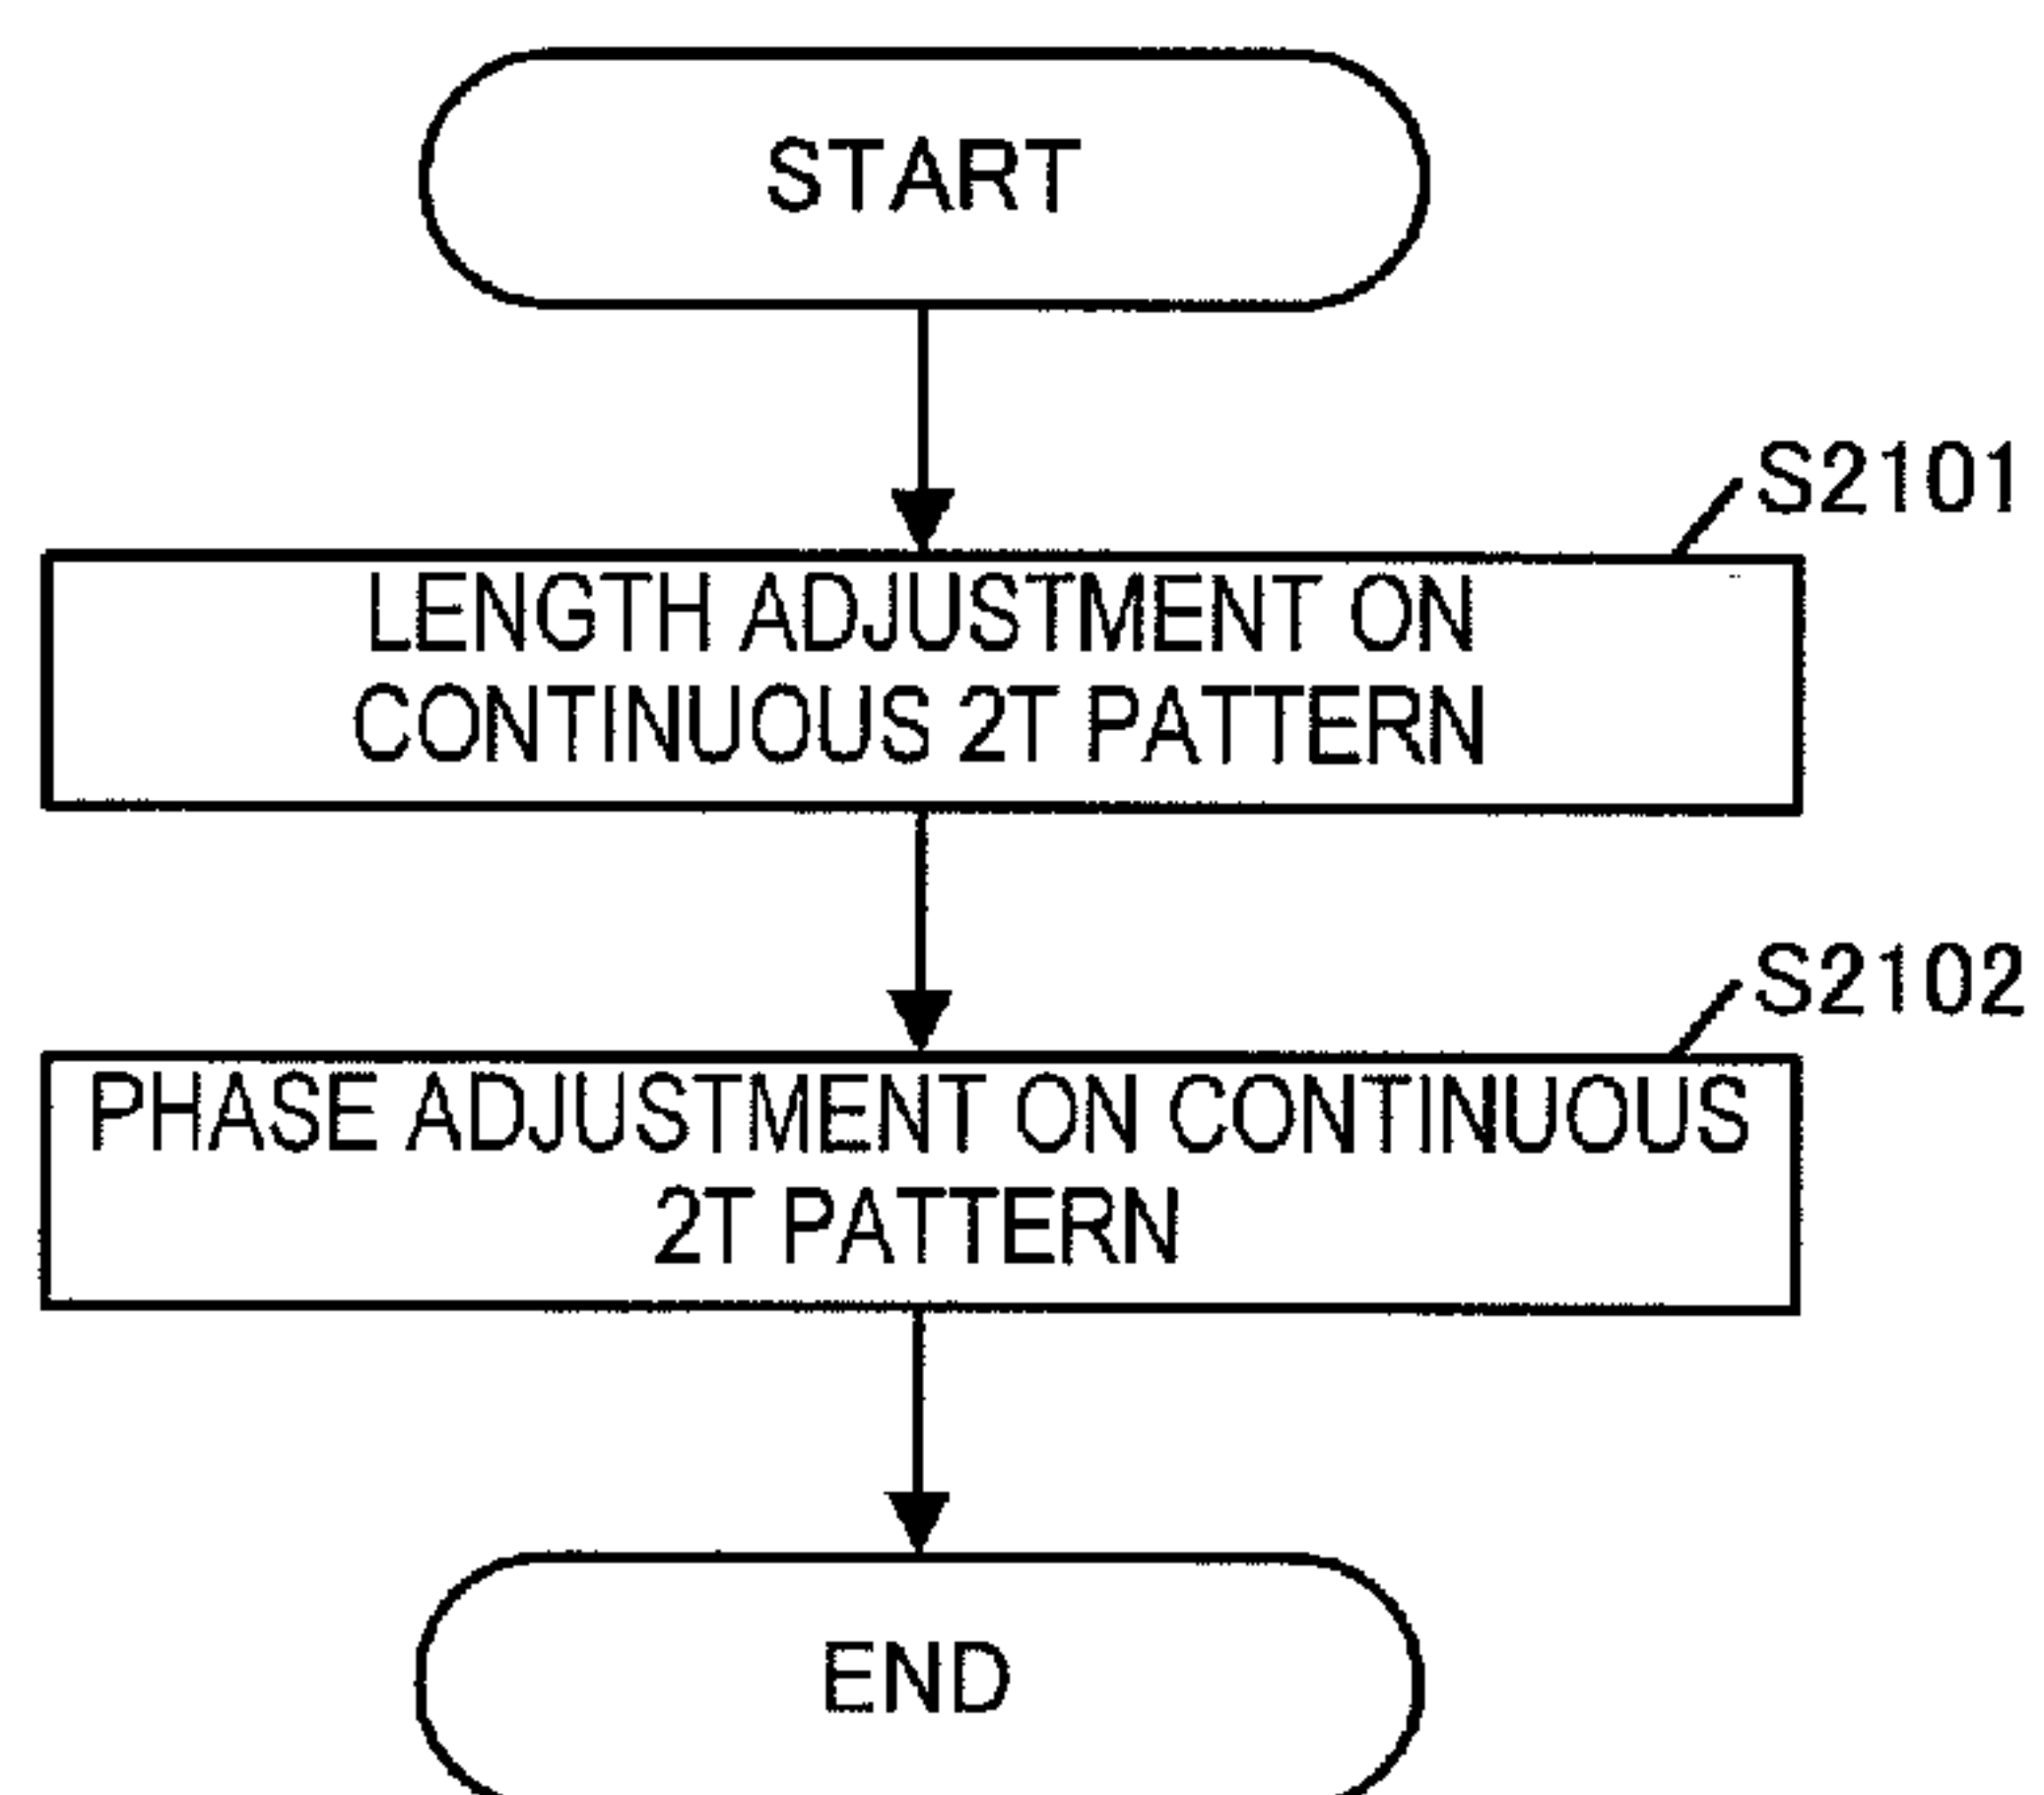 START
S2101
LENGTH ADJUSTMENT ON
CONTINUOUS 2T PATTERN
S2102
PHASE ADJUSTMENT ON CONTINUOUS
2T PATTERN
END